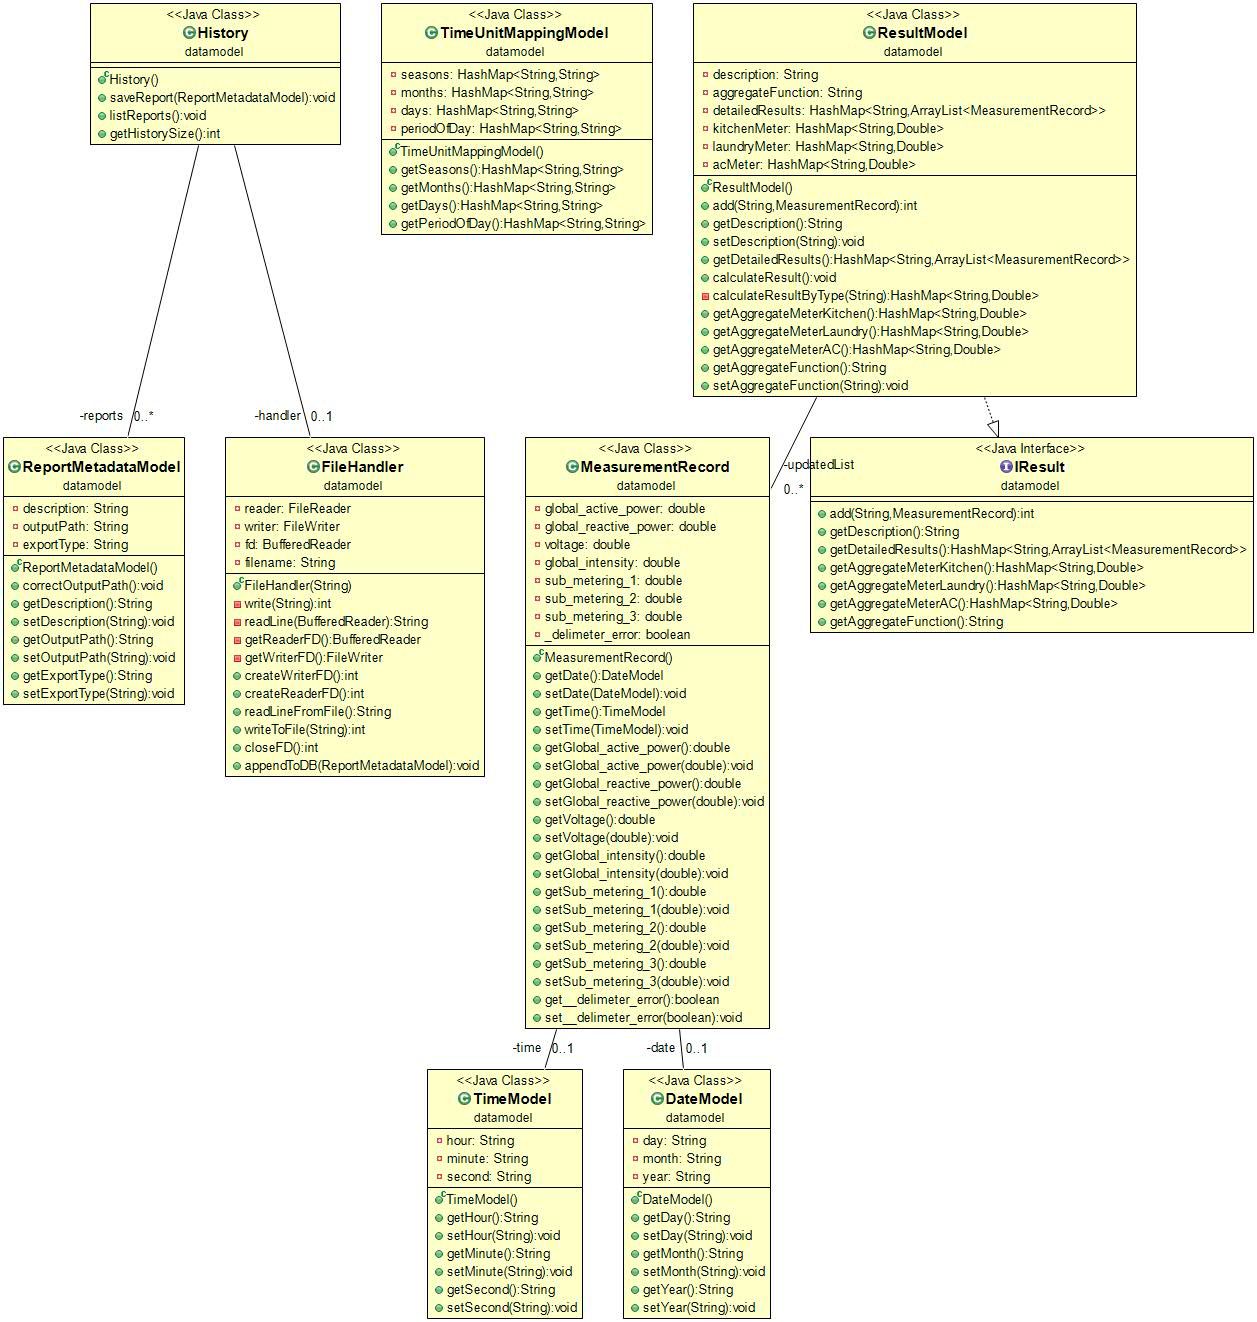 <<Java Class>>
History
datamodel
History()
saveReport(ReportMetadataModel):void
listReports():void
getHistorySize():int
<<Java Class>>
TimeUnitMappingModel
datamodel
seasons: HashMap<String,String>
months: HashMap<String,String>
days: HashMap<String,String>
periodOfDay: HashMap<String,String>
TimeUnitMappingModel()
getSeasons():HashMap<String,String>
getMonths():HashMap<String,String>
getDays():HashMap<String,String>
getPeriodOfDay():HashMap<String,String>
<<Java Class>>
ResultModel
datamodel
description: String
aggregateFunction: String
detailedResults: HashMap<String,ArrayList<MeasurementRecord>>
kitchenMeter: HashMap<String,Double>
laundryMeter: HashMap<String,Double>
acMeter: HashMap<String,Double>
ResultModel()
add(String,MeasurementRecord):int
getDescription():String
setDescription(String):void
getDetailedResults():HashMap<String,ArrayList<MeasurementRecord>>
calculateResult():void
calculateResultByType(String):HashMap<String,Double>
getAggregateMeterKitchen():HashMap<String,Double>
getAggregateMeterLaundry():HashMap<String,Double>
getAggregateMeterAC():HashMap<String,Double>
getAggregateFunction():String
setAggregateFunction(String):void
-reports 0..*
-handler 0..1
-updatedList
0..*
<<Java Class>>
ReportMetadataModel
datamodel
description: String
outputPath: String
exportType: String
ReportMetadataModel()
correctOutputPath():void
getDescription():String
setDescription(String):void
getOutputPath():String
setOutputPath(String):void
getExportType():String
setExportType(String):void
<<Java Class>>
FileHandler
datamodel
reader: FileReader
writer: FileWriter
fd: BufferedReader
filename: String
FileHandler(String)
write(String):int
readLine(BufferedReader):String
getReaderFD():BufferedReader
getWriterFD():FileWriter
createWriterFD():int
createReaderFD():int
readLineFromFile():String
writeToFile(String):int
closeFD():int
appendToDB(ReportMetadataModel):void
<<Java Class>>
MeasurementRecord
datamodel
global_active_power: double
global_reactive_power: double
voltage: double
global_intensity: double
sub_metering_1: double
sub_metering_2: double
sub_metering_3: double
_delimeter_error: boolean
MeasurementRecord()
getDate():DateModel
setDate(DateModel):void
getTime():TimeModel
setTime(TimeModel):void
getGlobal_active_power():double
setGlobal_active_power(double):void
getGlobal_reactive_power():double
setGlobal_reactive_power(double):void
getVoltage():double
setVoltage(double):void
getGlobal_intensity():double
setGlobal_intensity(double):void
getSub_metering_1():double
setSub_metering_1(double):void
getSub_metering_2():double
setSub_metering_2(double):void
getSub_metering_3():double
setSub_metering_3(double):void
get__delimeter_error():boolean
set__delimeter_error(boolean):void
<<Java Interface>>
IResult
datamodel
add(String,MeasurementRecord):int
getDescription():String
getDetailedResults():HashMap<String,ArrayList<MeasurementRecord>>
getAggregateMeterKitchen():HashMap<String,Double>
getAggregateMeterLaundry():HashMap<String,Double>
getAggregateMeterAC():HashMap<String,Double>
getAggregateFunction():String
-time 0..1
-date 0..1
<<Java Class>>
TimeModel
datamodel
hour: String
minute: String
second: String
TimeModel()
getHour():String
setHour(String):void
getMinute():String
setMinute(String):void
getSecond():String
setSecond(String):void
<<Java Class>>
DateModel
datamodel
day: String
month: String
year: String
DateModel()
getDay():String
setDay(String):void
getMonth():String
setMonth(String):void
getYear():String
setYear(String):void